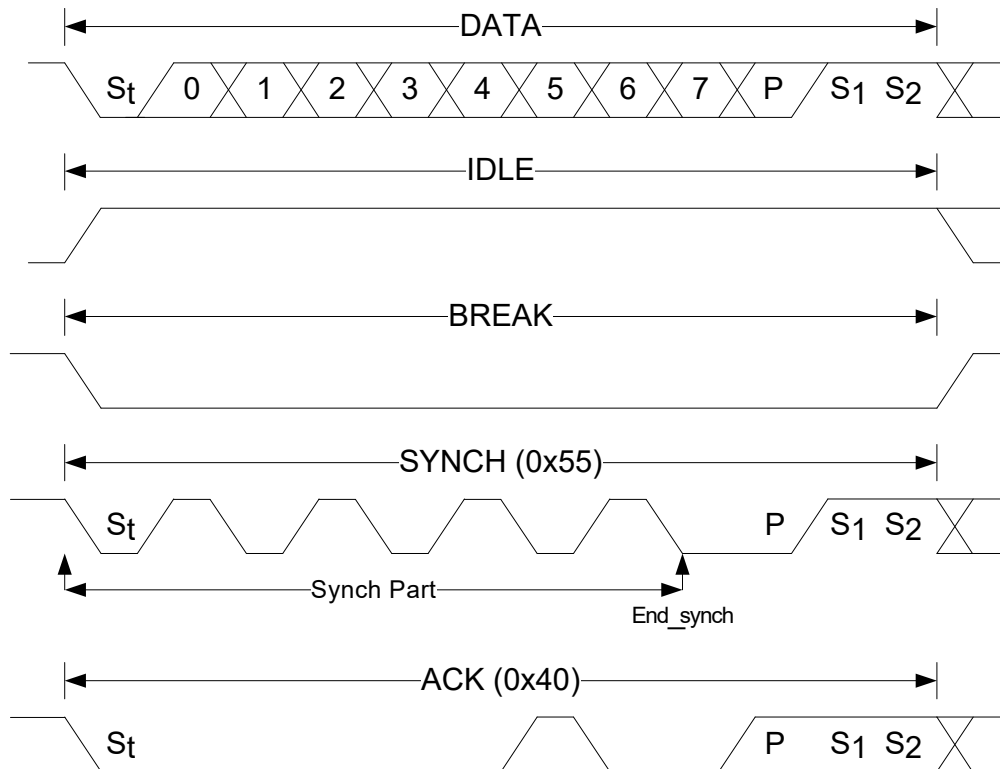 DATA
St 0 1 2 3 4 5 6 7 P S1 S2
IDLE
BREAK
SYNCH (0x55)
St P S1 S2
Synch Part
End_synch
ACK (0x40)
St P S1 S2